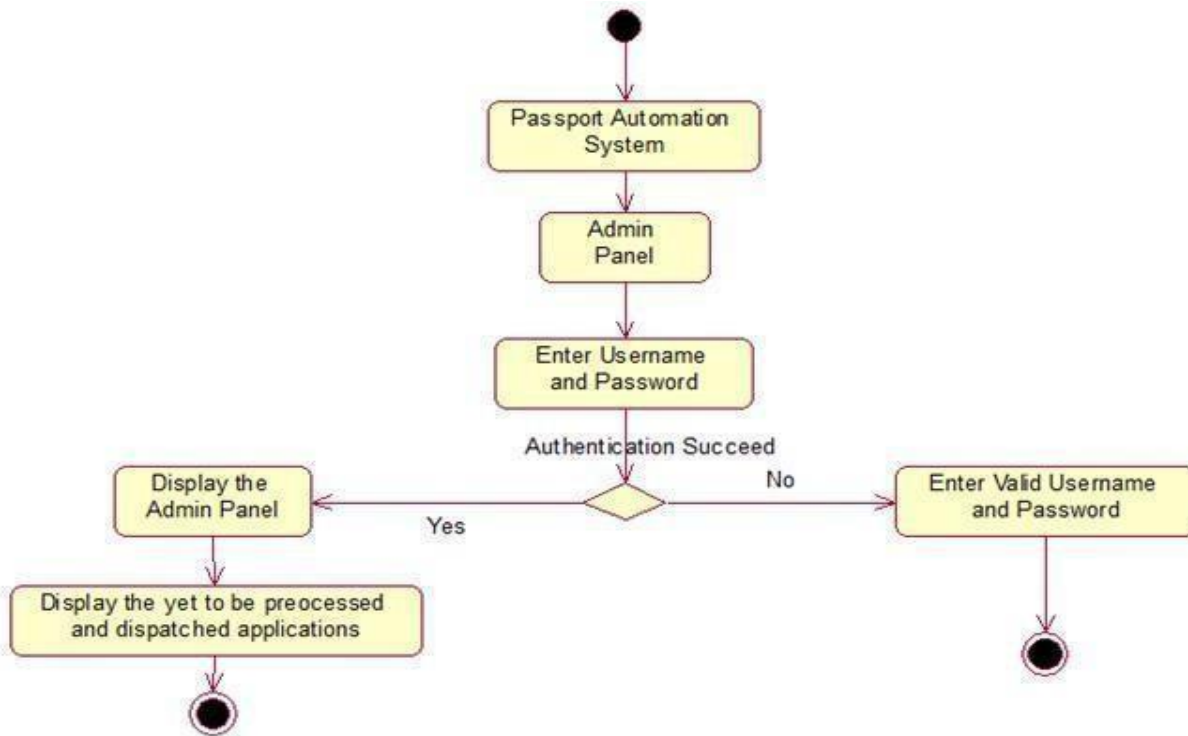 Passport Automation
System
Admin
Panel
Enter Username
and Password
Authentication Succeed
Display the
Admin Panel
Yes
No
Enter Valid Username
and Password
Display the yet to be preocessed
and dispatched applications